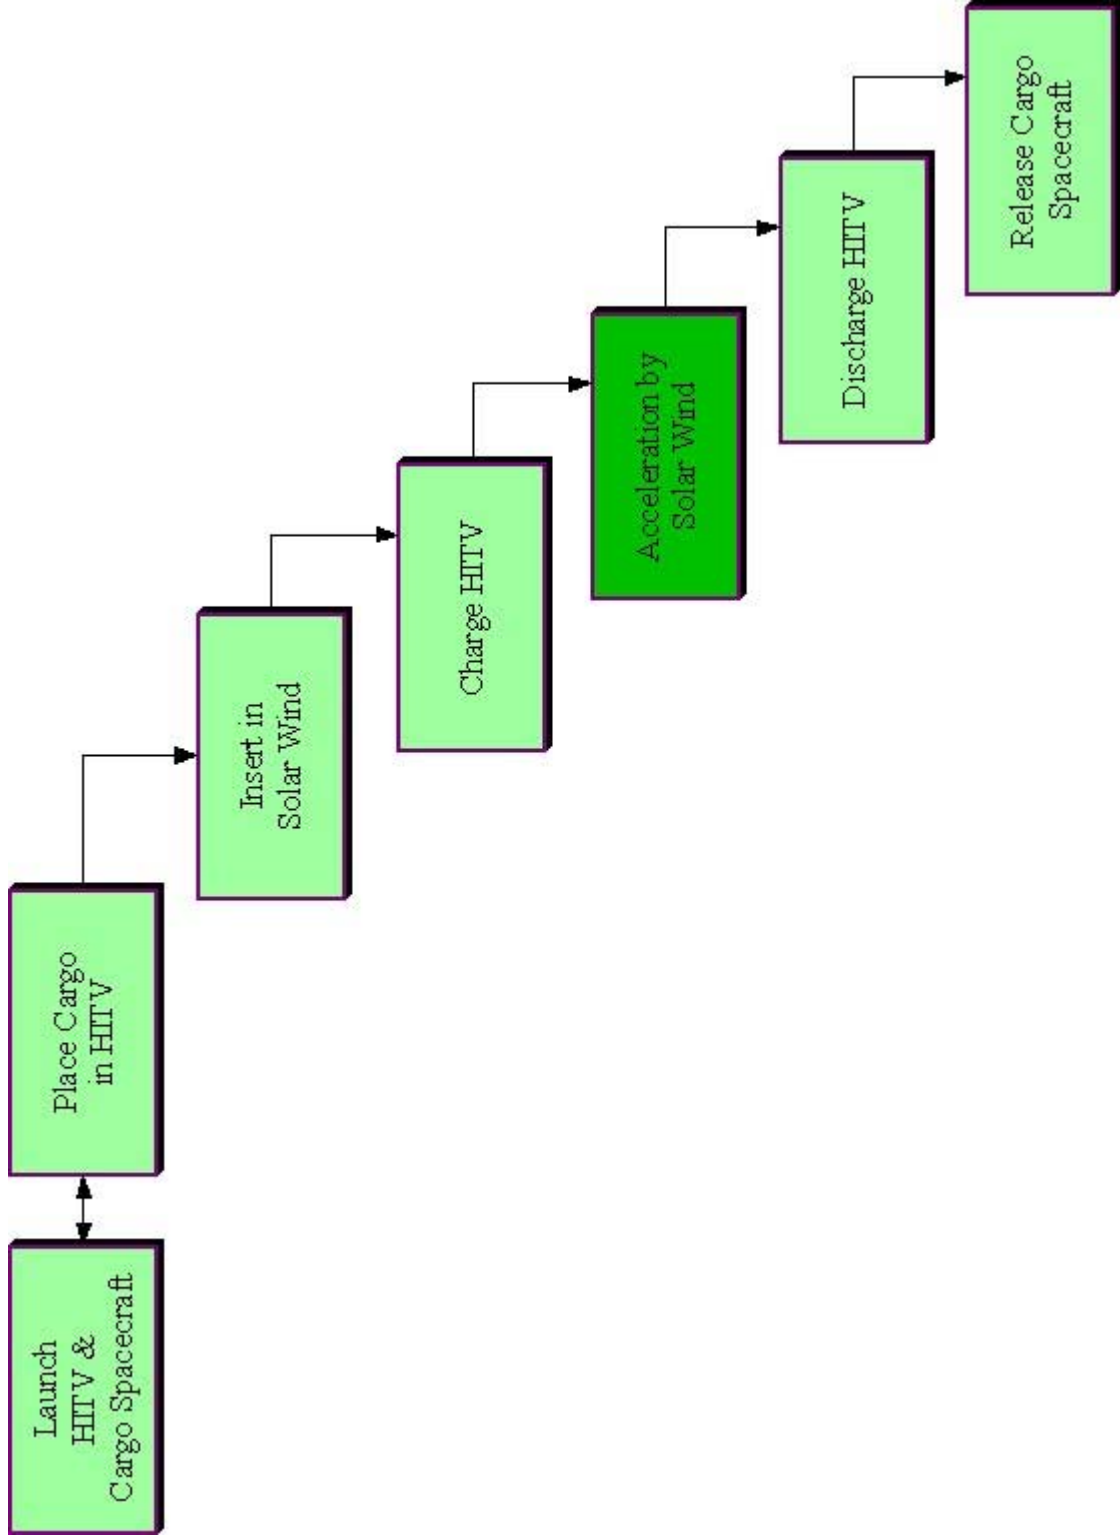 Launch
HITV &
Cargo Spacecraft
Place Cargo
in HITV
Insert in
Solar Wind
Charge HITV
Acceleration by
Solar Wind
Discharge HITV
Release Cargo
Spacecraft